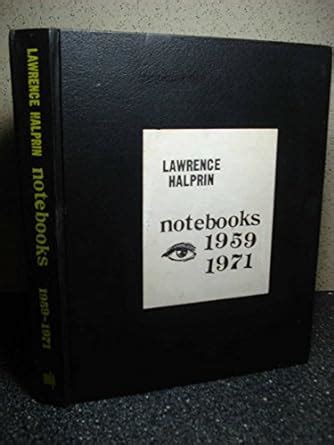 LAWRENCE HALPRIN notebooks 1959-1971
LAWRENCE
HALPRIN
notebooks
1959
1971